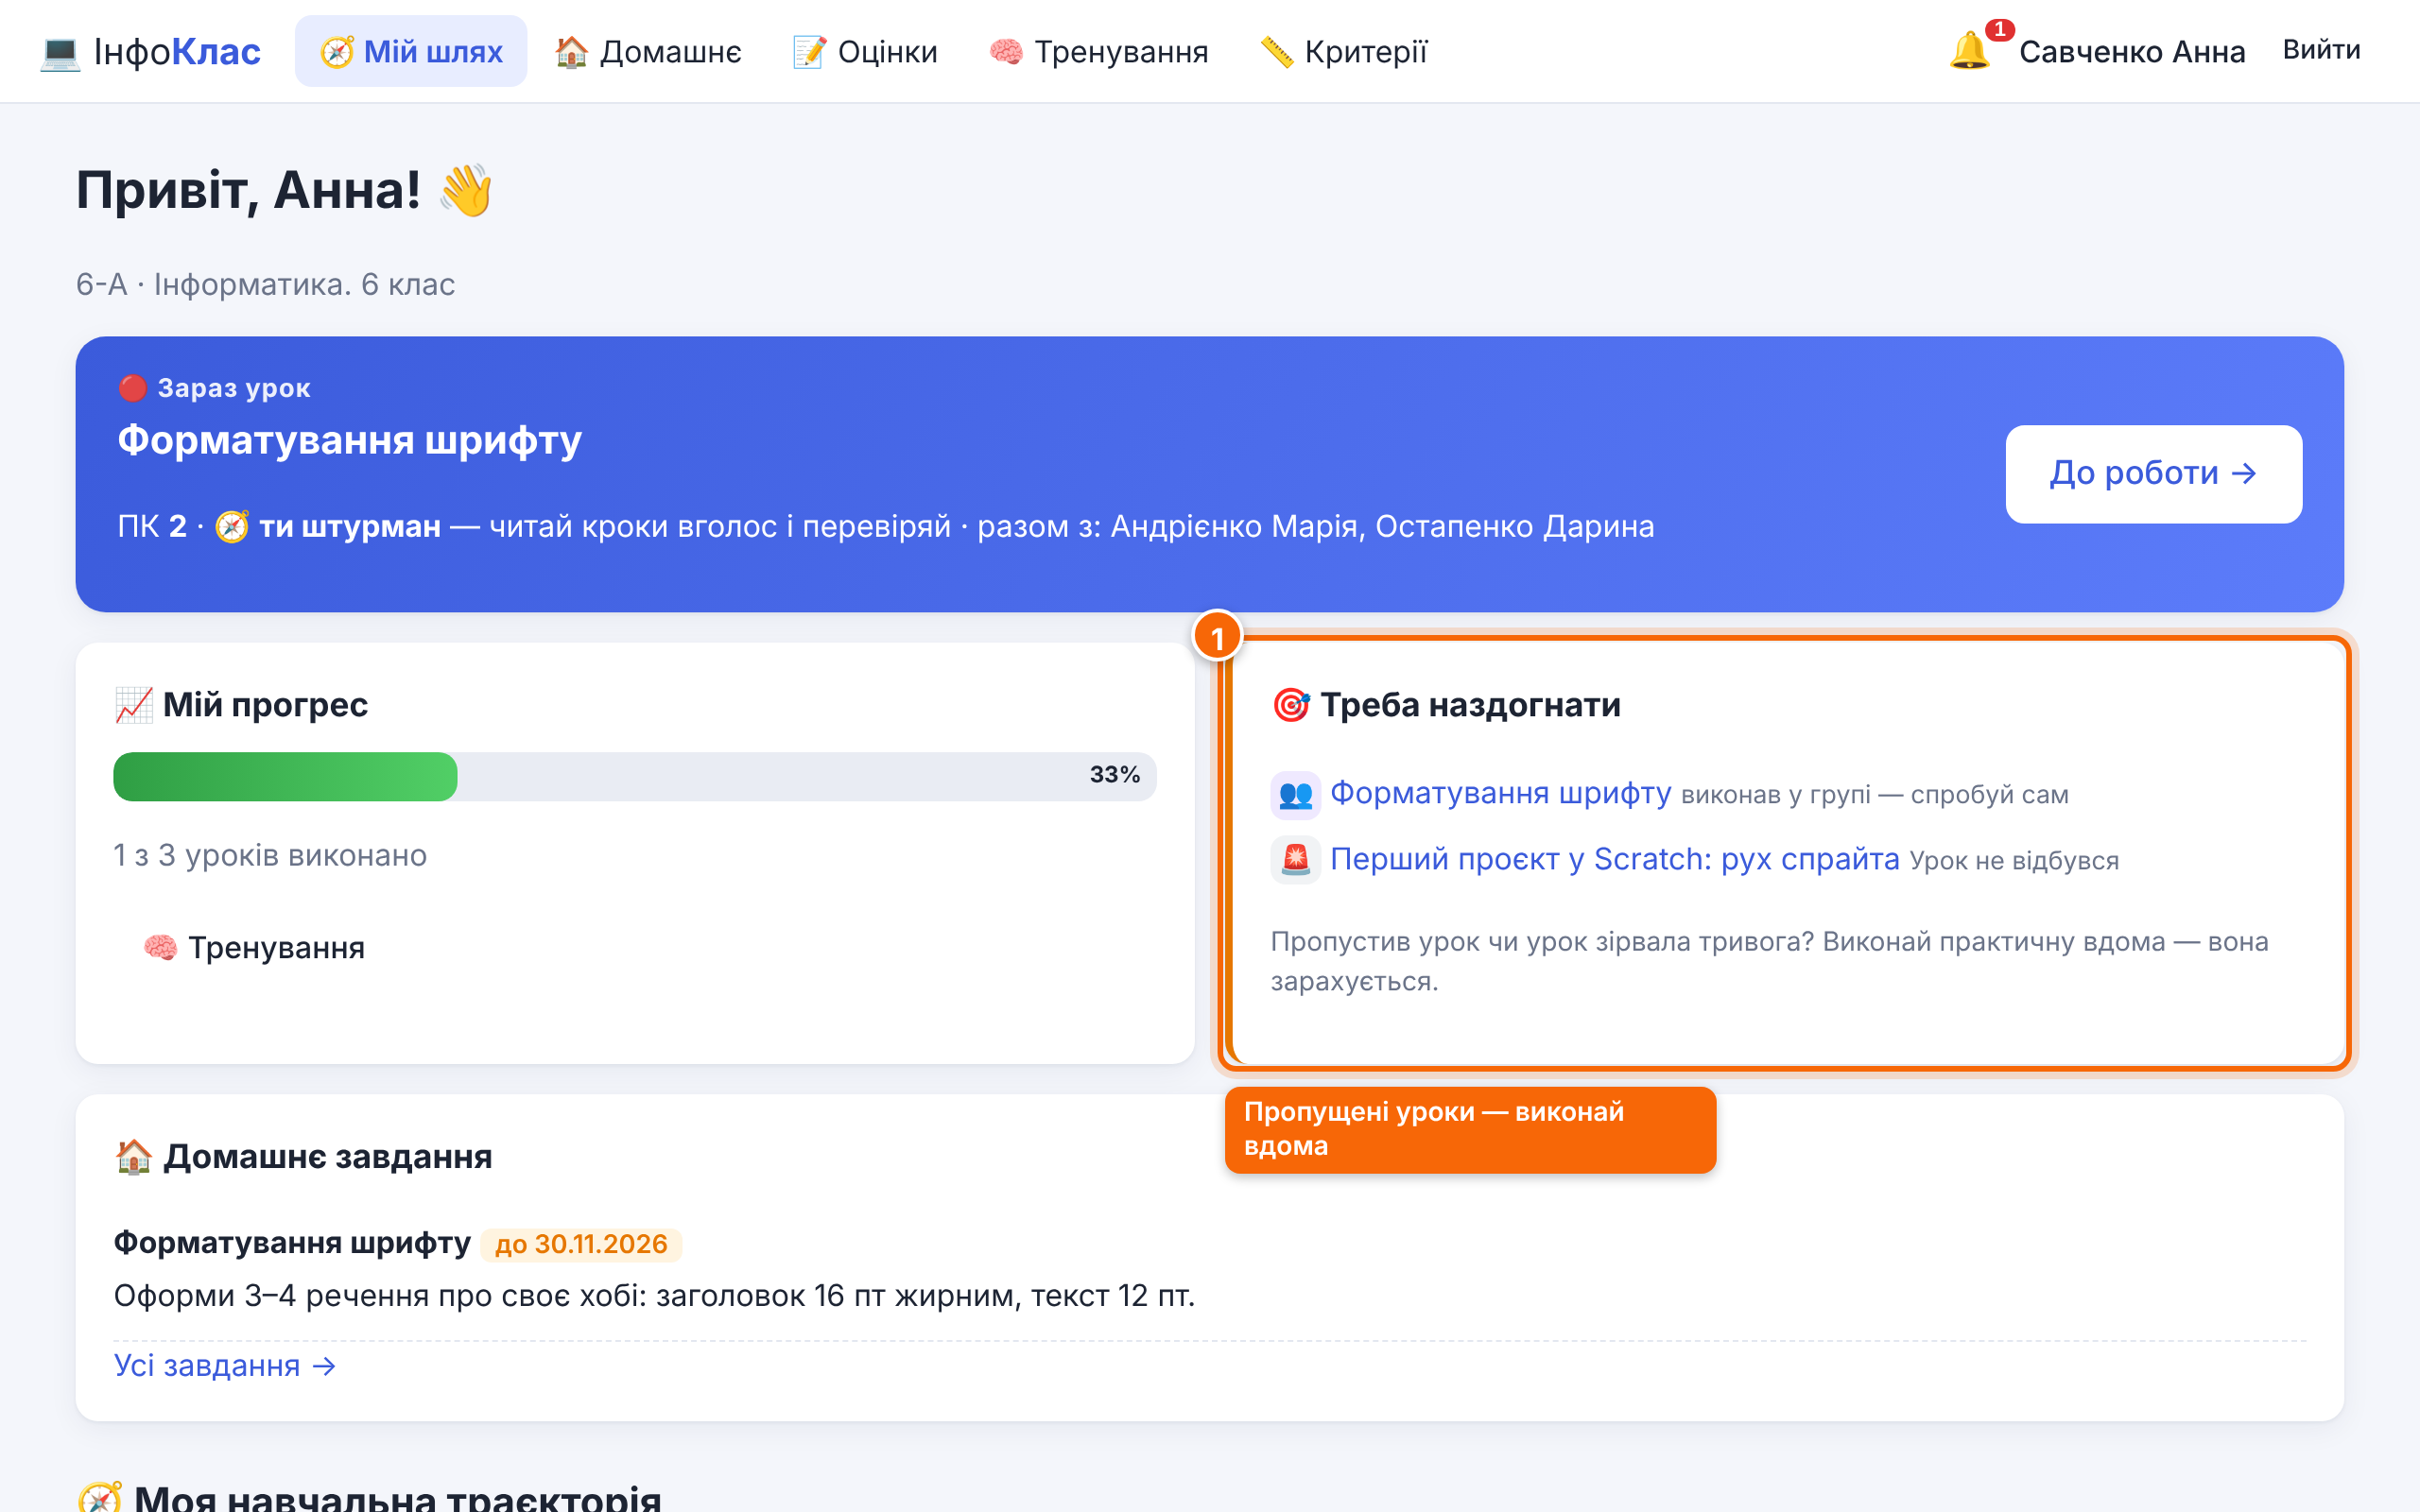 ІнфоКлас Мій шлях Домашнє Оцінки Тренування Критерії 1 Савченко Анна Вийти
Привіт, Анна!
6-А · Інформатика. 6 клас
Зараз урок
Форматування шрифту
До роботи →
ПК 2 · ти штурман — читай кроки вголос і перевіряй · разом з: Андрієнко Марія, Остапенко Дарина
1
Мій прогрес
33%
1 з 3 уроків виконано
Тренування
Треба наздогнати
Форматування шрифту виконав у групі — спробуй сам
Перший проєкт у Scratch: рух спрайта Урок не відбувся
Пропустив урок чи урок зірвала тривога? Виконай практичну вдома — вона
зарахується.
Пропущені уроки — виконай
вдома
Домашнє завдання
Форматування шрифту до 30.11.2026
Оформи 3–4 речення про своє хобі: заголовок 16 пт жирним, текст 12 пт.
Усі завдання →
Моя навчальна траєкторія